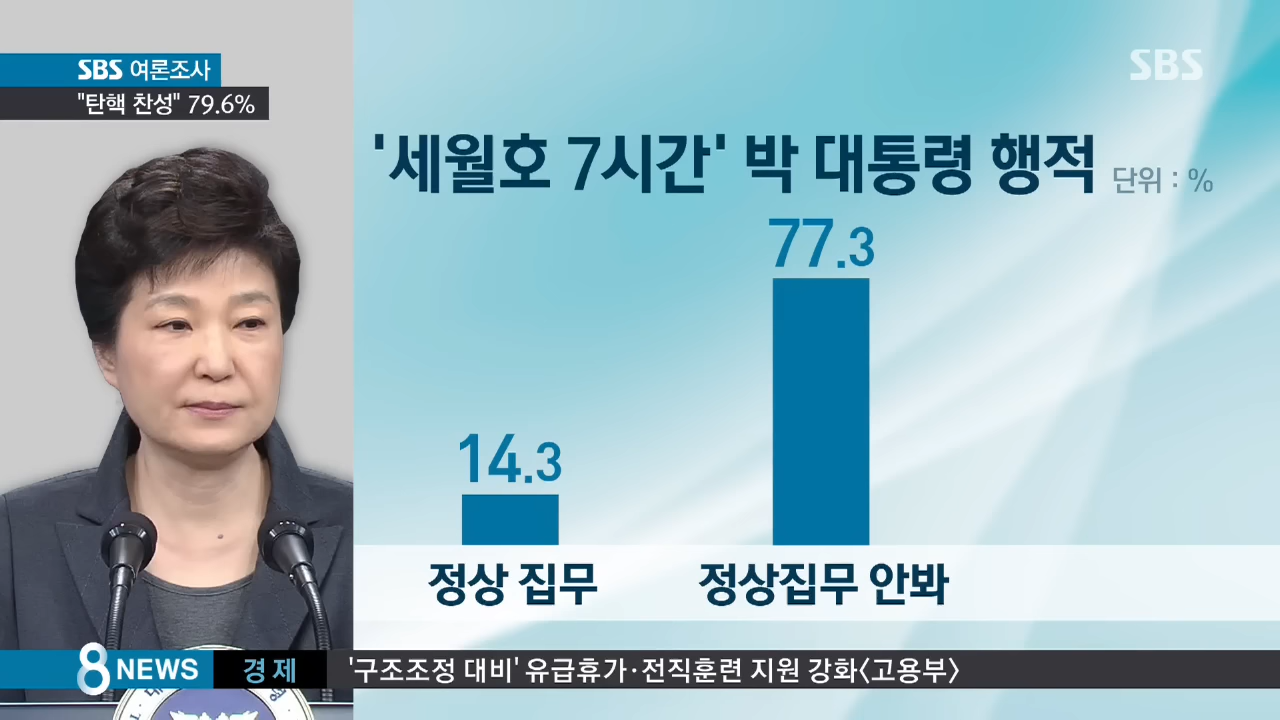 SBS 여론조사
"탄핵 찬성" 79.6%
SBS
'세월호 7시간' 박 대통령 행적 단위 : %
77.3
14.3
정상 집무
정상집무 안봐
8 NEWS
경제
'구조조정 대비' 유급휴가·전직훈련 지원 강화<고용부>